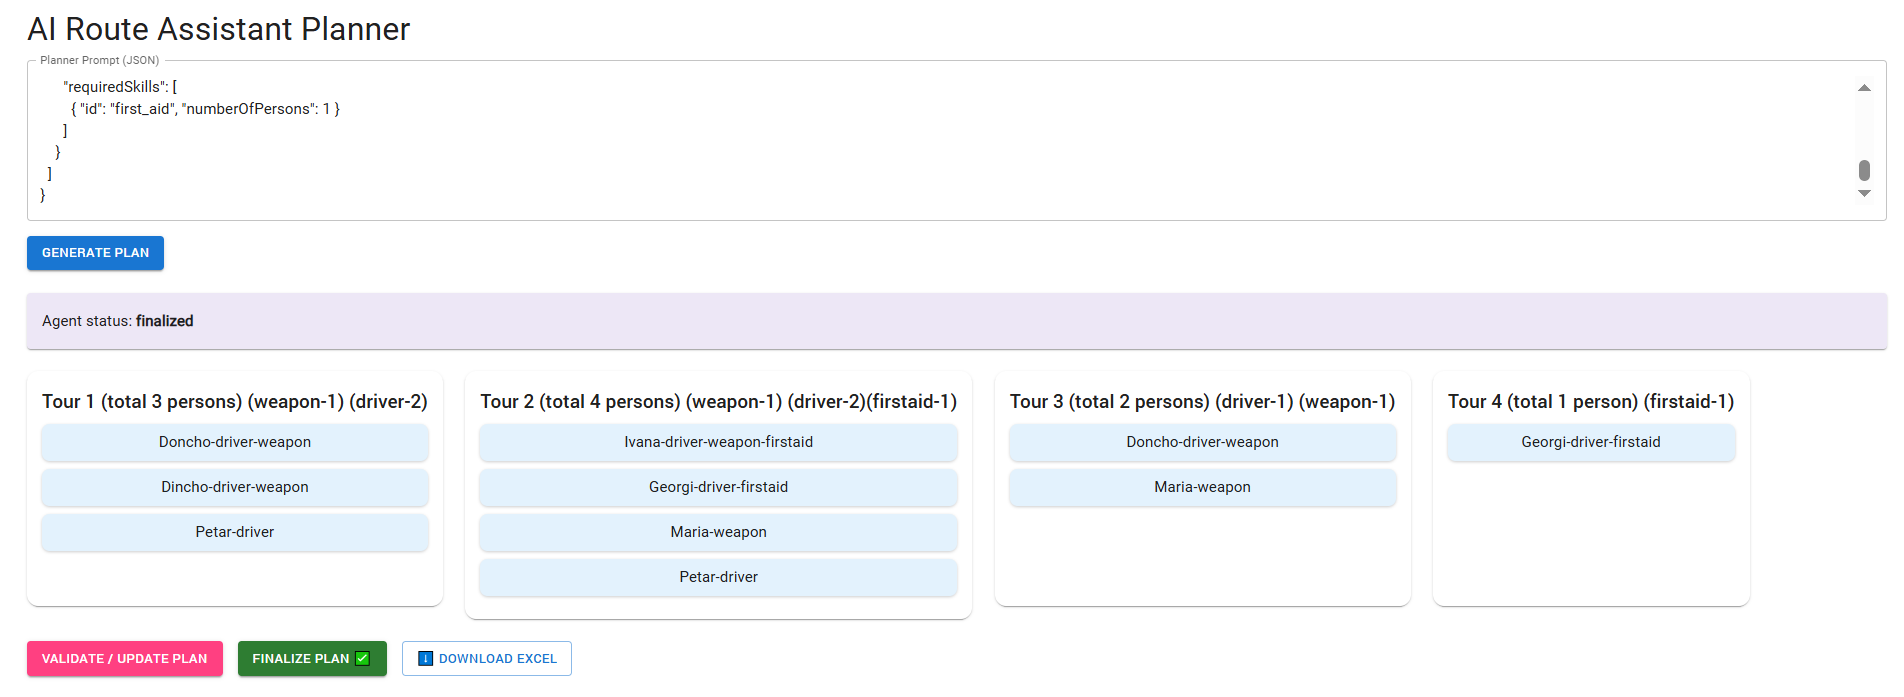 AI Route Assistant Planner
Planner Prompt (JSON)
"requiredSkills": [
{ "id": "first_aid", "numberOfPersons": 1 }
]
}
]
}
GENERATE PLAN
Agent status: finalized
Tour 1 (total 3 persons) (weapon-1) (driver-2)
Doncho-driver-weapon
Dincho-driver-weapon
Petar-driver
Tour 2 (total 4 persons) (weapon-1) (driver-2)(firstaid-1)
Ivana-driver-weapon-firstaid
Georgi-driver-firstaid
Maria-weapon
Petar-driver
Tour 3 (total 2 persons) (driver-1) (weapon-1)
Doncho-driver-weapon
Maria-weapon
Tour 4 (total 1 person) (firstaid-1)
Georgi-driver-firstaid
VALIDATE / UPDATE PLAN
FINALIZE PLAN ✅
⬇️ DOWNLOAD EXCEL